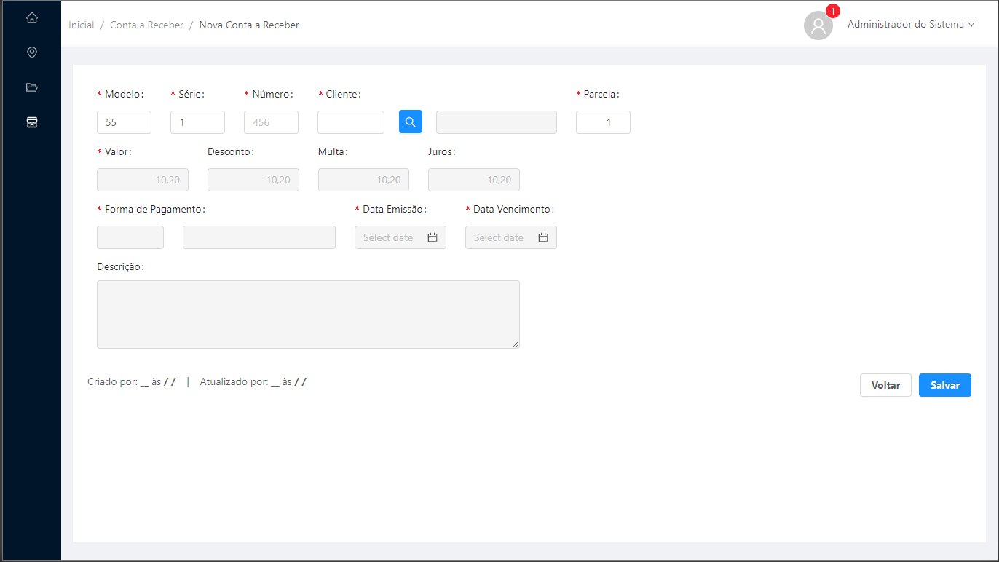 1
Inicial / Conta a Receber / Nova Conta a Receber
Administrador do Sistema
* Modelo: * Série: * Número: * Cliente: * Parcela:
55 1 456 1
* Valor: Desconto: Multa: Juros:
10,20 10,20 10,20 10,20
* Forma de Pagamento: * Data Emissão: * Data Vencimento:
Select date Select date
Descrição:
Criado por: __ às / / | Atualizado por: __ às / /
Voltar Salvar